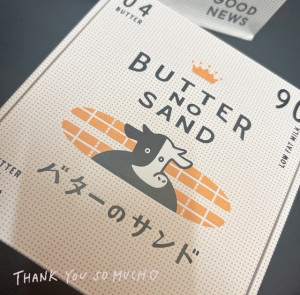 04
BUTTER
GOOD
NEWS
BUTTER
NO
SAND
LOW FAT MILK
バターのサンド
THANK YOU SO MUCH♡